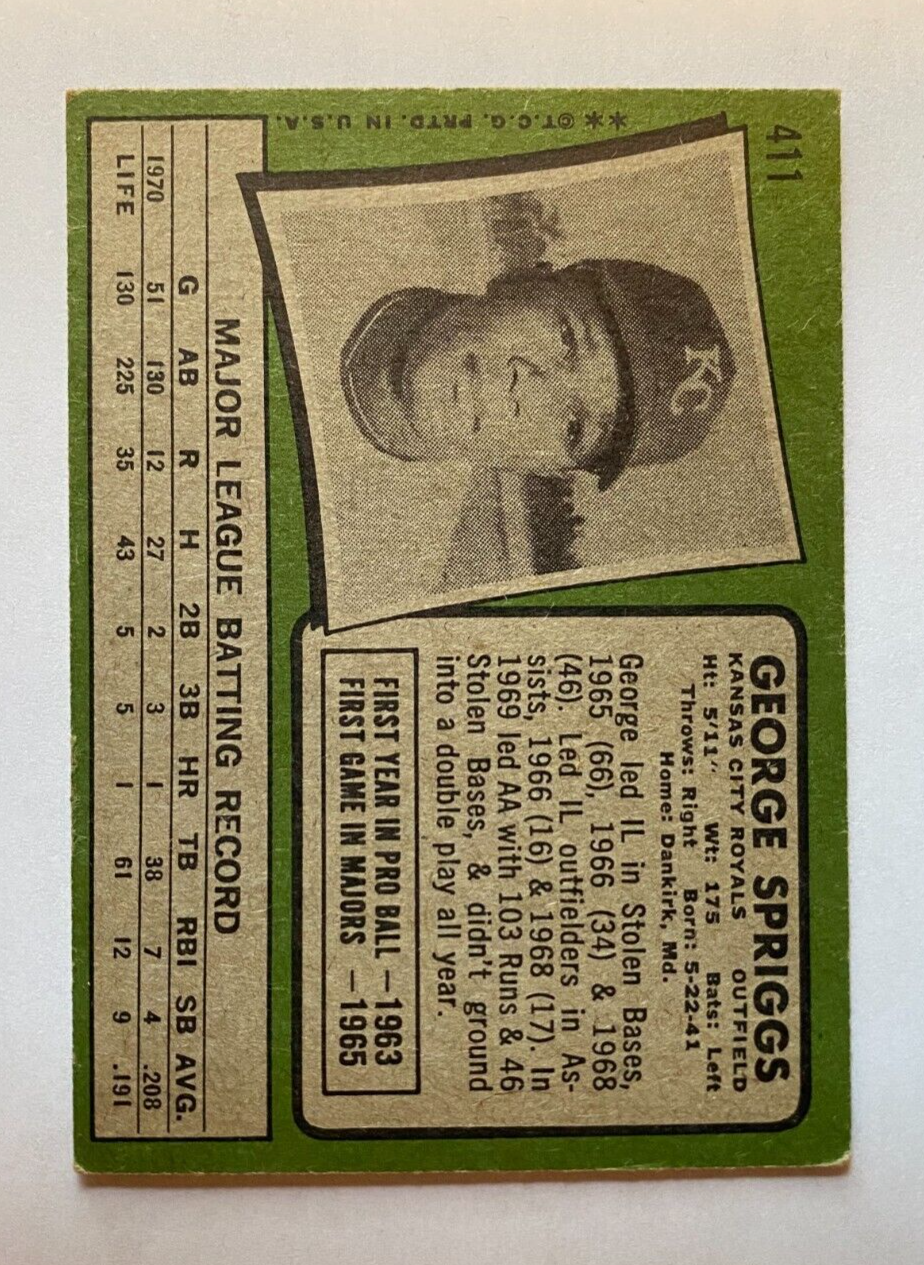 411
** ©T.C.G. PRTD. IN U.S.A.
KC
GEORGE SPRIGGS
KANSAS CITY ROYALS OUTFIELD
Ht: 5'11" Wt: 175 Bats: Left
Throws: Right Born: 5-22-41
Home: Dankirk, Md.
George led IL in Stolen Bases,
1965 (66), 1966 (34) & 1968
(46). Led IL outfielders in As-
sists, 1966 (16) & 1968 (17). In
1969 led AA with 103 Runs & 46
Stolen Bases, & didn't ground
into a double play all year.
FIRST YEAR IN PRO BALL —1963
FIRST GAME IN MAJORS —1965
MAJOR LEAGUE BATTING RECORD
G AB R H 2B 3B HR TB RBI SB AVG.
1970 51 130 12 27 2 3 1 38 7 4 .208
LIFE 130 225 35 43 5 5 1 61 12 9 .191